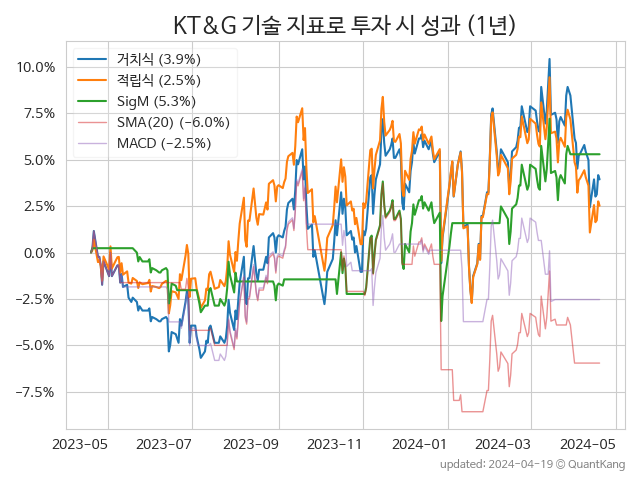 KT&G 기술 지표로 투자 시 성과 (1년)
거치식 (3.9%)
적립식 (2.5%)
SigM (5.3%)
SMA(20) (−6.0%)
MACD (−2.5%)
10.0%
7.5%
5.0%
2.5%
0.0%
−2.5%
−5.0%
−7.5%
2023-05 2023-07 2023-09 2023-11 2024-01 2024-03 2024-05
updated: 2024-04-19 © QuantKang